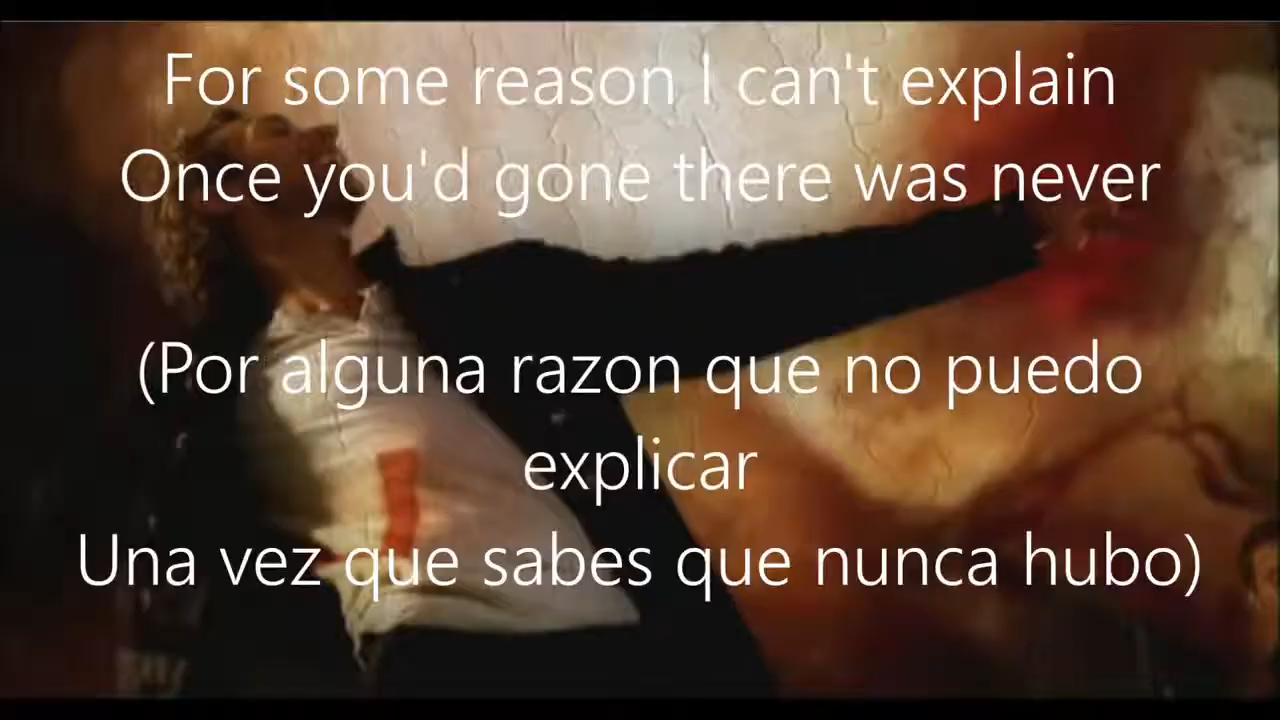 For some reason I can't explain
Once you'd gone there was never
(Por alguna razon que no puedo
explicar
Una vez que sabes que nunca hubo)